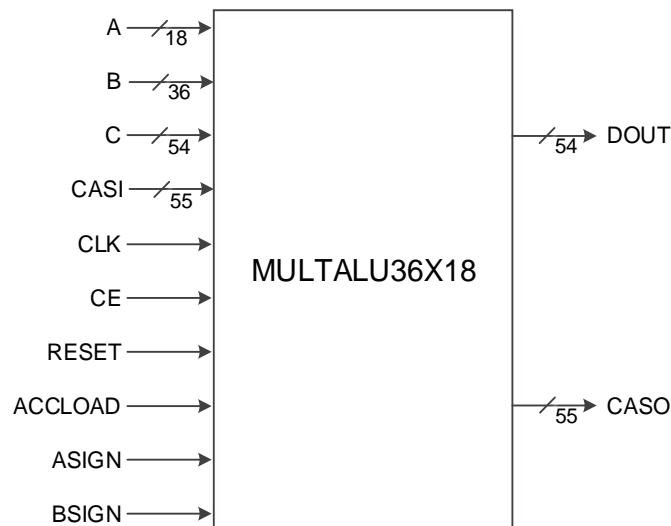 A 18
B 36
C 54
CASI 55
CLK
CE
RESET
ACCLOAD
ASIGN
BSIGN
MULTALU36X18
54 DOUT
55 CASO